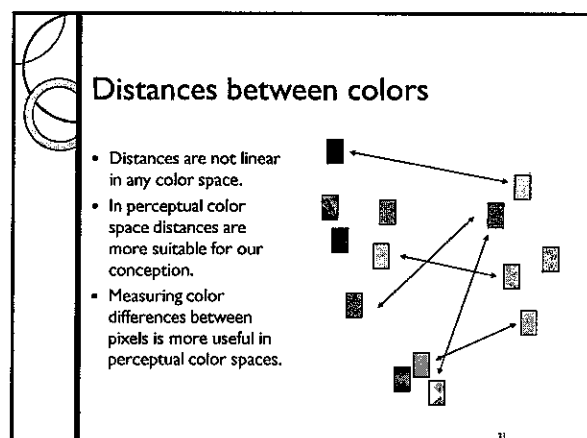 Distances between colors
• Distances are not linear
in any color space.
• In perceptual color
space distances are
more suitable for our
conception.
• Measuring color
differences between
pixels is more useful in
perceptual color spaces.